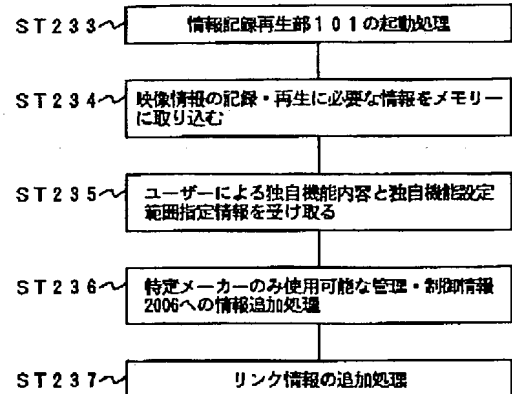 ST233 情報記録再生部101の起動処理
ST234 映像情報の記録・再生に必要な情報をメモリー
に取り込む
ST235 ユーザーによる独自機能内容と独自機能設定
範囲指定情報を受け取る
ST236 特定メーカーのみ使用可能な管理・制御情報
2006への情報追加処理
ST237 リンク情報の追加処理